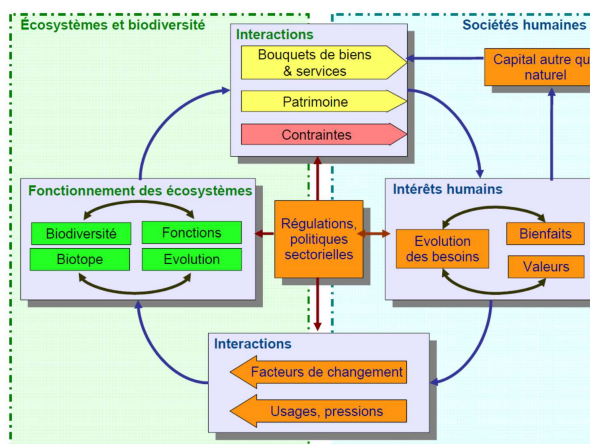 Écosystèmes et biodiversité
Sociétés humaines
Interactions
Bouquets de biens
& services
Patrimoine
Contraintes
Capital autre qu
naturel
Fonctionnement des écosystèmes
Biodiversité
Fonctions
Biotope
Evolution
Régulations,
politiques
sectorielles
Intérêts humains
Evolution
des besoins
Bienfaits
Valeurs
Interactions
Facteurs de changement
Usages, pressions